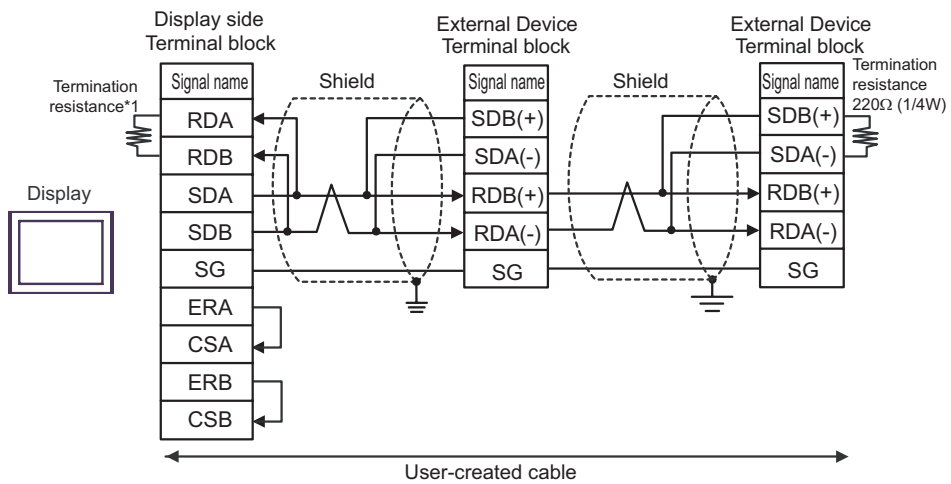 Display side
Terminal block
External Device
Terminal block
External Device
Terminal block
Termination
resistance*1
Signal name
Shield
Signal name
Shield
Signal name
Termination
resistance
220Ω (1/4W)
RDA
SDB(+)
SDB(+)
RDB
SDA(-)
SDA(-)
Display
SDA
RDB(+)
RDB(+)
SDB
RDA(-)
RDA(-)
SG
SG
SG
ERA
CSA
ERB
CSB
User-created cable